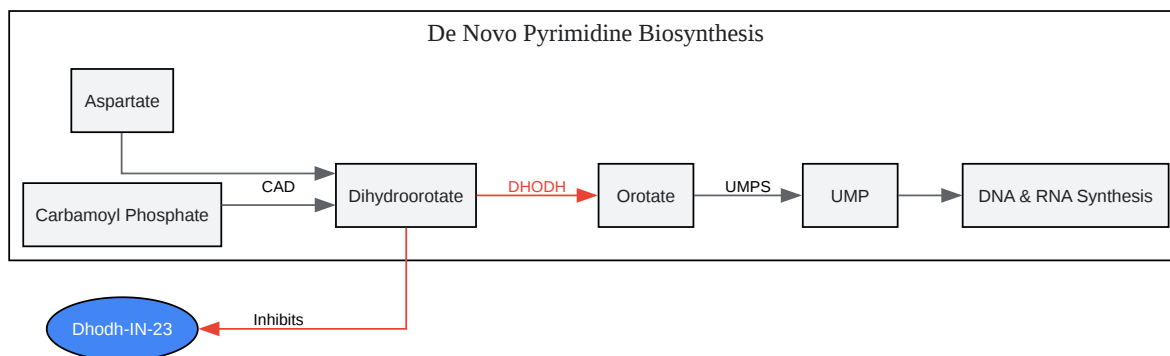 De Novo Pyrimidine Biosynthesis
Aspartate
CAD
Carbamoyl Phosphate
Dihydroorotate
DHODH
Orotate
UMPS
UMP
DNA & RNA Synthesis
Inhibits
Dhodh-IN-23